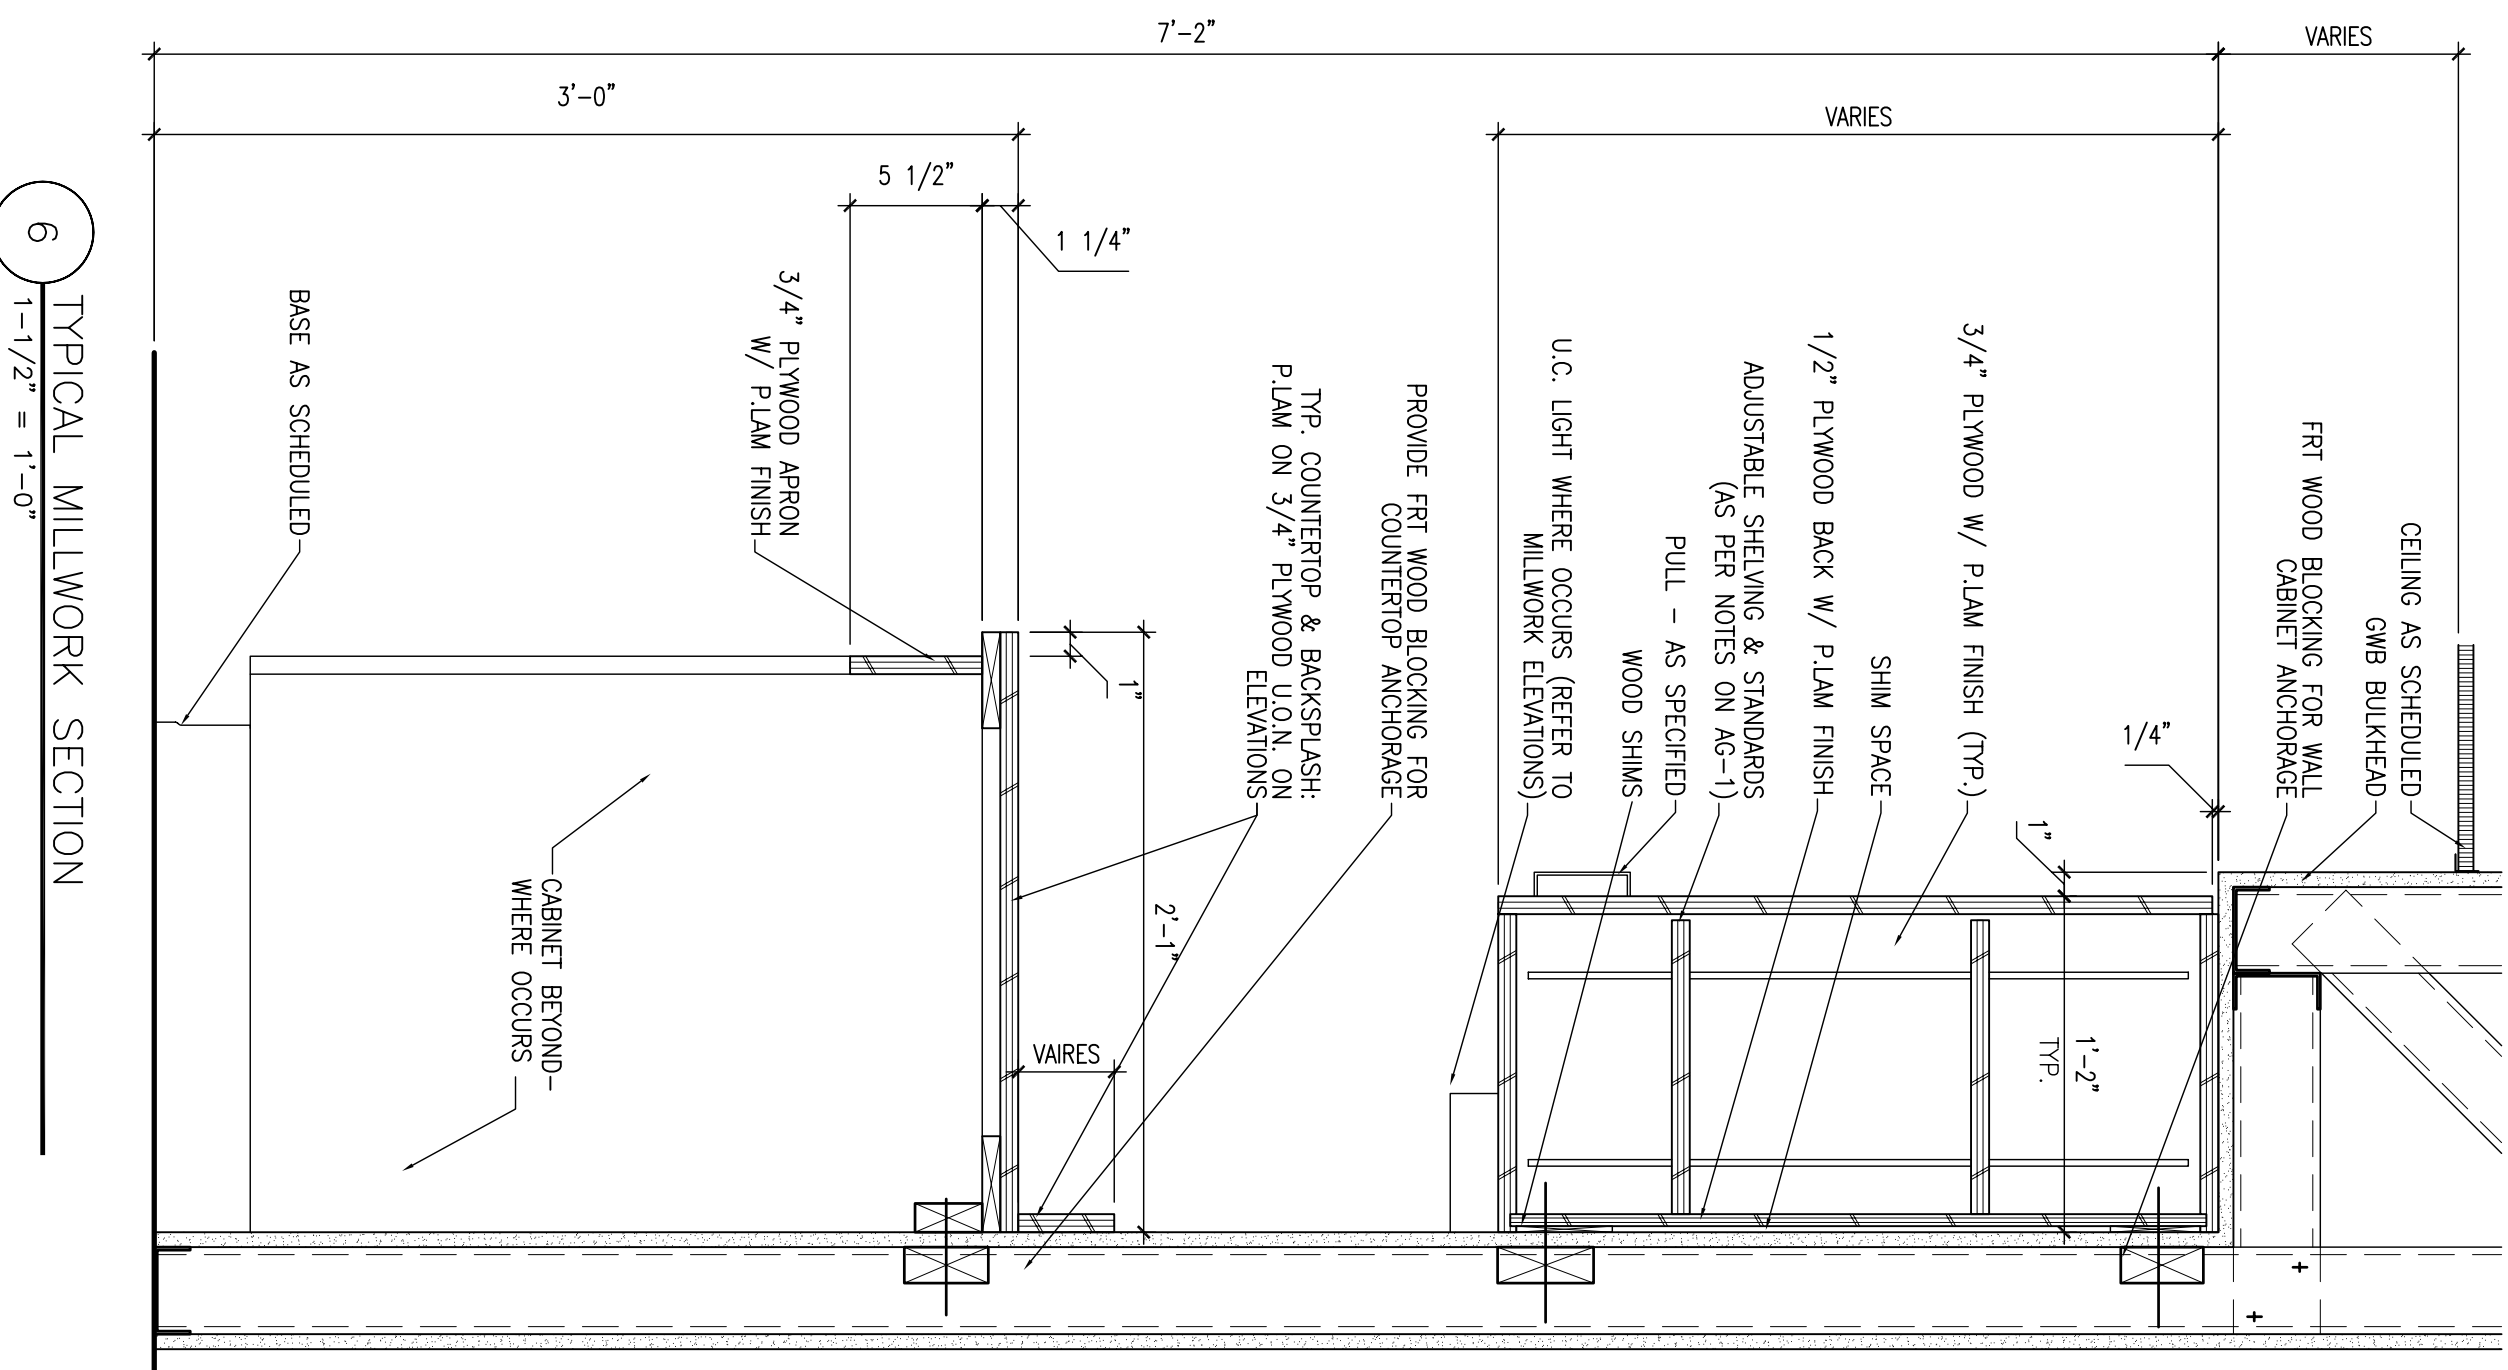 7'-2"
VARIES
3'-0"
VARIES
5 1/2"
1 1/4"
CEILING AS SCHEDULED
GWB BULKHEAD
FRT WOOD BLOCKING FOR WALL
CABINET ANCHORAGE
1/4"
1"
1'-2"
TYP.
3/4" PLYWOOD W/ P.LAM FINISH (TYP.)
SHIM SPACE
1/2" PLYWOOD BACK W/ P.LAM FINISH
ADJUSTABLE SHELVING & STANDARDS
(AS PER NOTES ON AG-1)
PULL - AS SPECIFIED
WOOD SHIMS
U.C. LIGHT WHERE OCCURS (REFER TO
MILLWORK ELEVATIONS)
PROVIDE FRT WOOD BLOCKING FOR
COUNTERTOP ANCHORAGE
TYP. COUNTERTOP & BACKSPLASH:
P.LAM ON 3/4" PLYWOOD U.O.N. ON
ELEVATIONS
2'-1"
1"
VAIRES
3/4" PLYWOOD APRON
W/ P.LAM FINISH
CABINET BEYOND-
WHERE OCCURS
BASE AS SCHEDULED
6
TYPICAL MILLWORK SECTION
1-1/2" = 1'-0"